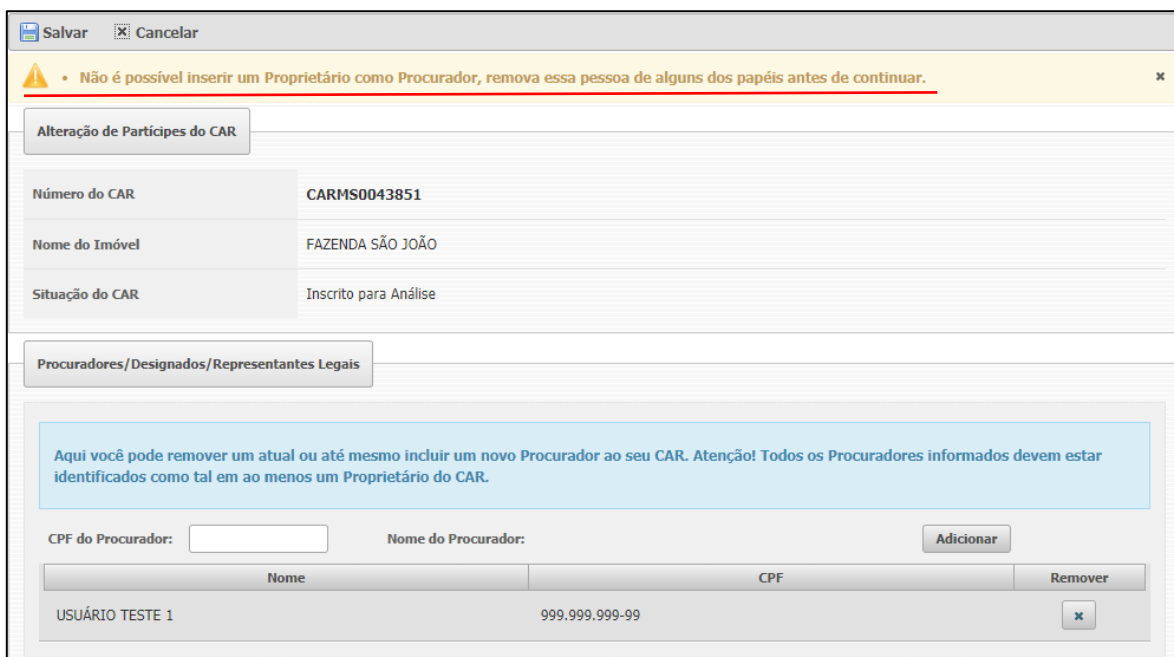 Salvar Cancelar
• Não é possível inserir um Proprietário como Procurador, remova essa pessoa de alguns dos papéis antes de continuar.
Alteração de Partícipes do CAR
Número do CAR CARMS0043851
Nome do Imóvel FAZENDA SÃO JOÃO
Situação do CAR Inscrito para Análise
Procuradores/Designados/Representantes Legais
Aqui você pode remover um atual ou até mesmo incluir um novo Procurador ao seu CAR. Atenção! Todos os Procuradores informados devem estar
identificados como tal em ao menos um Proprietário do CAR.
CPF do Procurador: Nome do Procurador: Adicionar
Nome CPF Remover
USUÁRIO TESTE 1 999.999.999-99